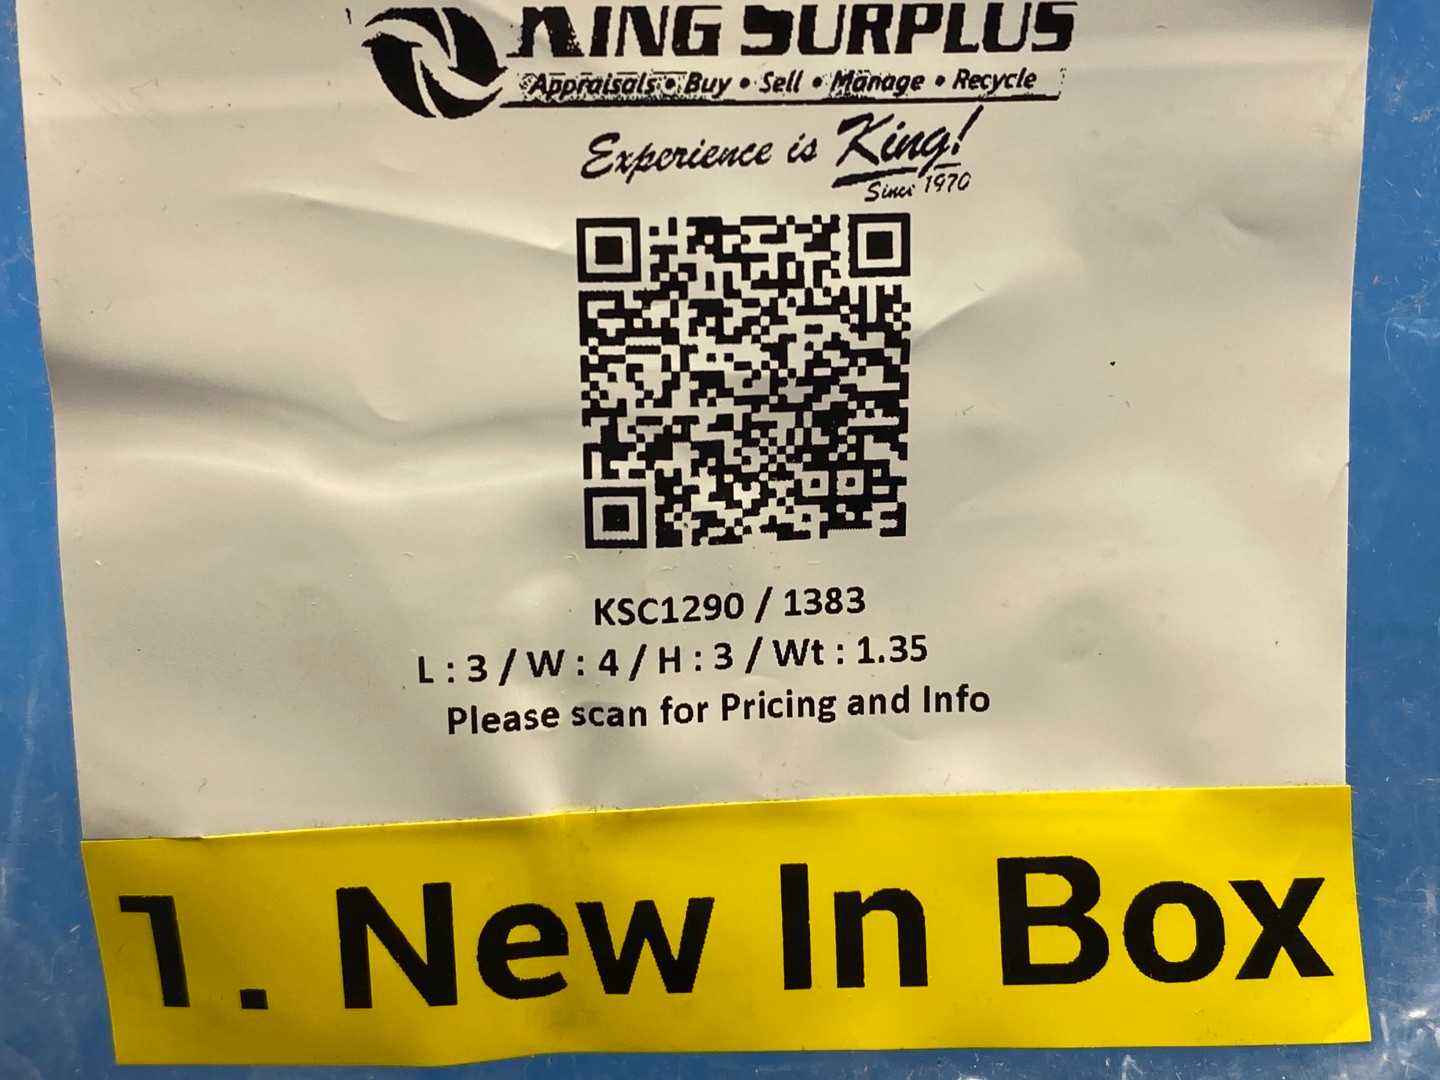 KING SURPLUS
Appraisals • Buy • Sell • Manage • Recycle
Experience is King!
Since 1970
KSC1290 / 1383
L : 3 / W : 4 / H : 3 / Wt : 1.35
Please scan for Pricing and Info
1. New In Box